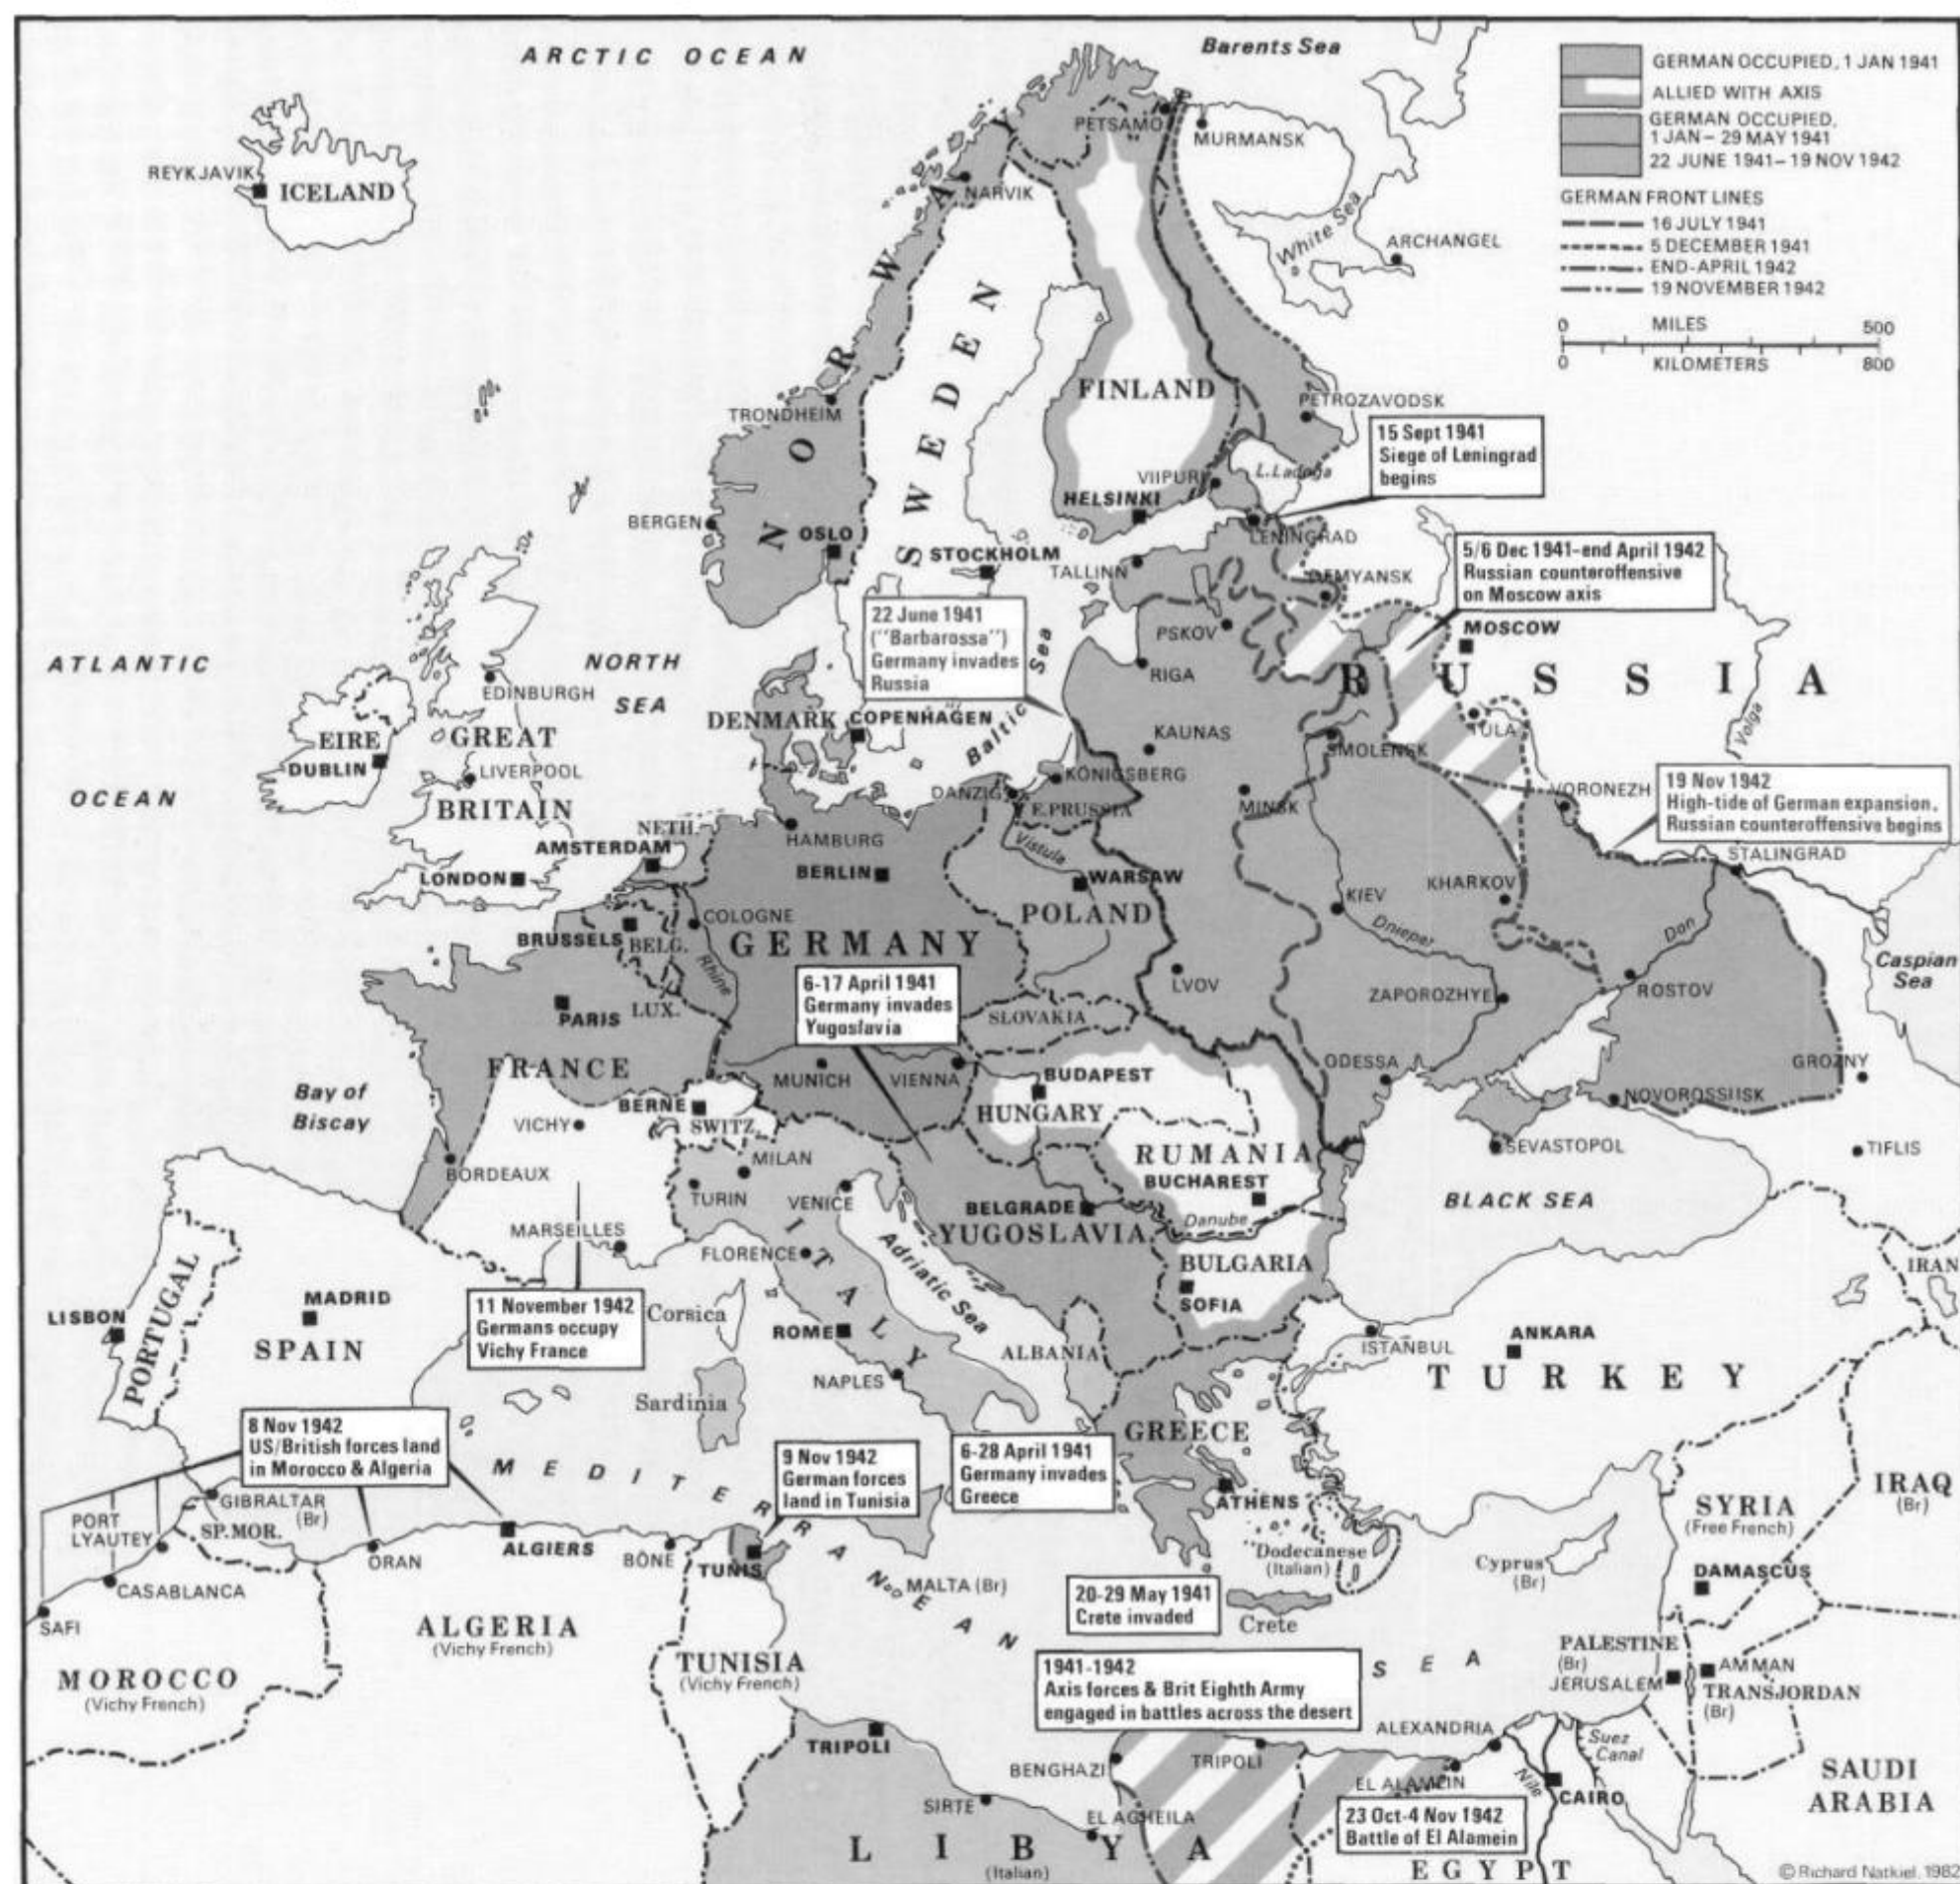 ARCTIC OCEAN
Barents Sea
GERMAN OCCUPIED, 1 JAN 1941
ALLIED WITH AXIS
GERMAN OCCUPIED,
1 JAN – 29 MAY 1941
22 JUNE 1941 – 19 NOV 1942
GERMAN FRONT LINES
16 JULY 1941
5 DECEMBER 1941
END-APRIL 1942
19 NOVEMBER 1942
0 MILES 500
0 KILOMETERS 800
PETSAMO
MURMANSK
REYKJAVIK
ICELAND
NARVIK
White Sea
ARCHANGEL
NORWAY
SWEDEN
FINLAND
TRONDHEIM
PETROZAVODSK
15 Sept 1941
Siege of Leningrad
begins
VIIPURI
L.Ladoga
HELSINKI
BERGEN
OSLO
LENINGRAD
STOCKHOLM
TALLINN
DEMYANSK
5/6 Dec 1941-end April 1942
Russian counteroffensive
on Moscow axis
22 June 1941
("Barbarossa")
Germany invades
Russia
PSKOV
MOSCOW
ATLANTIC
OCEAN
NORTH
SEA
Baltic Sea
RIGA
RUSSIA
EDINBURGH
DENMARK
COPENHAGEN
EIRE
DUBLIN
GREAT
BRITAIN
LIVERPOOL
KAUNAS
SMOLENSK
TULA
Volga
KÖNIGSBERG
DANZIG
E.PRUSSIA
MINSK
VORONEZH
19 Nov 1942
High-tide of German expansion.
Russian counteroffensive begins
NETH.
AMSTERDAM
HAMBURG
Vistula
STALINGRAD
LONDON
BERLIN
WARSAW
KIEV
KHARKOV
COLOGNE
POLAND
Dnieper
Don
BRUSSELS
BELG.
GERMANY
Rhine
Caspian
Sea
6-17 April 1941
Germany invades
Yugoslavia
LVOV
ZAPOROZHYE
ROSTOV
PARIS
LUX.
SLOVAKIA
FRANCE
MUNICH
VIENNA
BUDAPEST
ODESSA
GROZNY
Bay of
Biscay
BERNE
SWITZ.
HUNGARY
NOVOROSSIISK
VICHY
RUMANIA
SEVASTOPOL
TIFLIS
MILAN
BORDEAUX
TURIN
VENICE
BUCHAREST
BLACK SEA
BELGRADE
YUGOSLAVIA
Danube
MARSEILLES
FLORENCE
ITALY
Adriatic Sea
BULGARIA
SOFIA
IRAN
PORTUGAL
LISBON
MADRID
SPAIN
11 November 1942
Germans occupy
Vichy France
Corsica
ROME
ALBANIA
ISTANBUL
ANKARA
TURKEY
NAPLES
Sardinia
GREECE
8 Nov 1942
US/British forces land
in Morocco & Algeria
MEDITERRANEAN SEA
9 Nov 1942
German forces
land in Tunisia
6-28 April 1941
Germany invades
Greece
ATHENS
SYRIA
(Free French)
IRAQ
(Br)
GIBRALTAR
(Br)
PORT
LYAUTEY
SP.MOR.
ORAN
ALGIERS
BÔNE
TUNIS
"Dodecanese
(Italian)
Cyprus
(Br)
DAMASCUS
CASABLANCA
MALTA (Br)
20-29 May 1941
Crete invaded
Crete
SAFI
ALGERIA
(Vichy French)
MOROCCO
(Vichy French)
TUNISIA
(Vichy French)
1941-1942
Axis forces & Brit Eighth Army
engaged in battles across the desert
PALESTINE
(Br)
JERUSALEM
AMMAN
TRANSJORDAN
(Br)
TRIPOLI
BENGHAZI
TRIPOLI
ALEXANDRIA
Suez
Canal
EL ALAMEIN
Nile
CAIRO
SAUDI
ARABIA
SIRTE
EL AGHEILA
23 Oct-4 Nov 1942
Battle of El Alamein
LIBYA
(Italian)
EGYPT
© Richard Natkiel, 1982